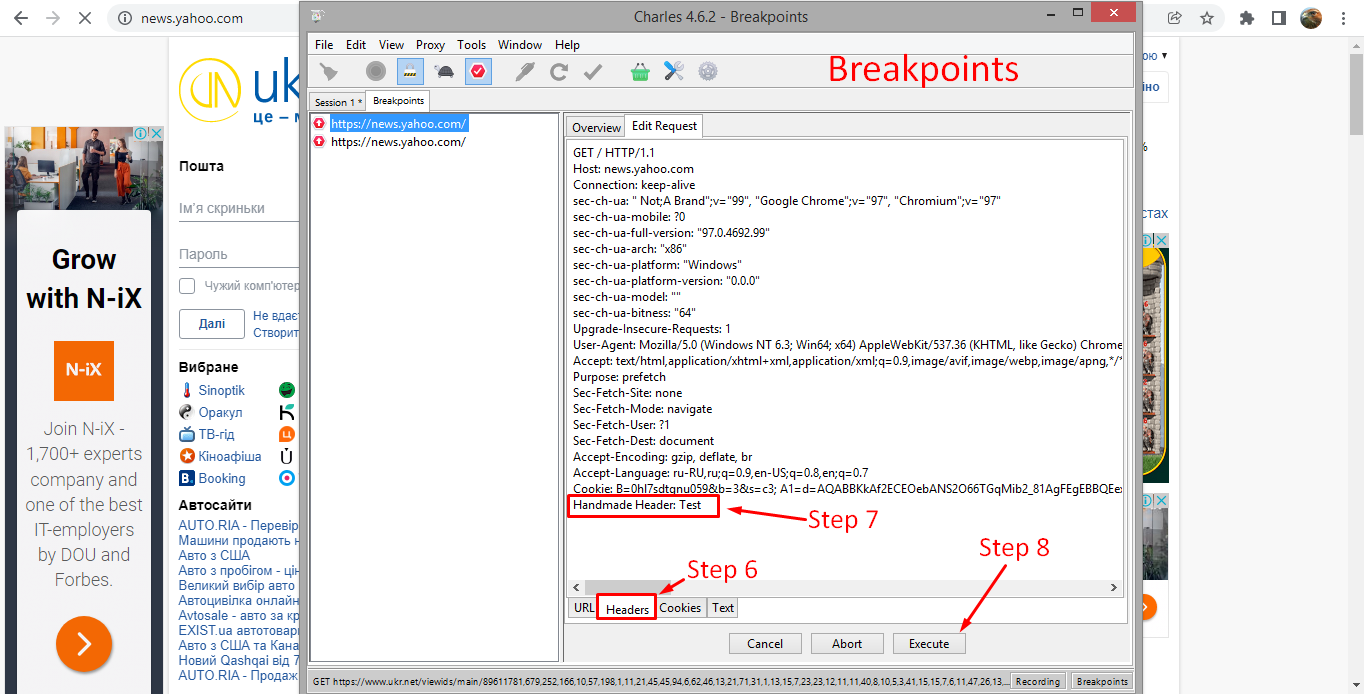 news.yahoo.com
Charles 4.6.2 - Breakpoints
File Edit View Proxy Tools Window Help
Breakpoints
Session 1 * Breakpoints
https://news.yahoo.com/
https://news.yahoo.com/
Overview Edit Request
GET / HTTP/1.1
Host: news.yahoo.com
Connection: keep-alive
sec-ch-ua: " Not;A Brand";v="99", "Google Chrome";v="97", "Chromium";v="97"
sec-ch-ua-mobile: ?0
sec-ch-ua-full-version: "97.0.4692.99"
sec-ch-ua-arch: "x86"
sec-ch-ua-platform: "Windows"
sec-ch-ua-platform-version: "0.0.0"
sec-ch-ua-model: ""
sec-ch-ua-bitness: "64"
Upgrade-Insecure-Requests: 1
User-Agent: Mozilla/5.0 (Windows NT 6.3; Win64; x64) AppleWebKit/537.36 (KHTML, like Gecko) Chrome
Accept: text/html,application/xhtml+xml,application/xml;q=0.9,image/avif,image/webp,image/apng,*/*
Purpose: prefetch
Sec-Fetch-Site: none
Sec-Fetch-Mode: navigate
Sec-Fetch-User: ?1
Sec-Fetch-Dest: document
Accept-Encoding: gzip, deflate, br
Accept-Language: ru-RU,ru;q=0.9,en-US;q=0.8,en;q=0.7
Cookie: B=0hl7sdtgnu059&b=3&s=c3; A1=d=AQABBKkAf2ECEOebANS2O66TGqMib2_81AgFEgEBBQEe
Handmade Header: Test
Step 7
Step 6
Step 8
URL Headers Cookies Text
Cancel Abort Execute
GET https://www.ukr.net/viewids/main/89611781,679,252,166,10,57,198,1,11,21,45,45,94,6,62,46,13,21,71,31,1,13,15,7,23,23,12,11,11,40,8,10,5,3,41,15,15,7,6,11,47,26,13,... Recording Breakpoints
uk
це – м
Пошта
Ім'я скриньки
Пароль
Чужий комп'ютер
Далі
Не вдає
Створит
Вибране
Sinoptik
Оракул
ТВ-гід
Кіноафіша
Booking
Автосайти
AUTO.RIA - Перевір
Машини продають н
Авто з США
Авто з пробігом - цін
Великий вибір авто
Автоцивілка онлайн
Avtosale - авто за кр
EXIST.ua автотовар
Авто з США та Кана
Новий Qashqai від 7
AUTO.RIA - Продаж
Grow
with N-iX
N-iX
Join N-iX -
1,700+ experts
company and
one of the best
IT-employers
by DOU and
Forbes.
ою
іно
%
стах